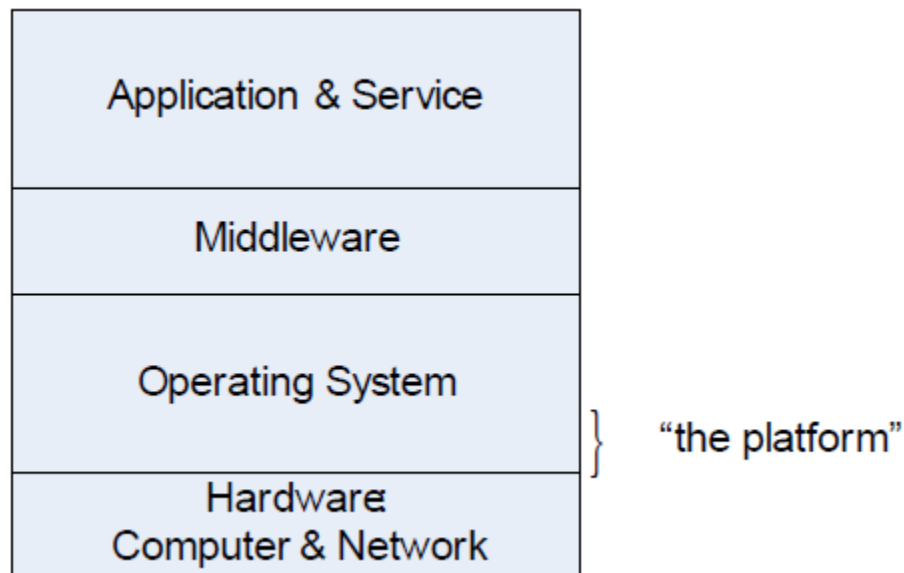 Application & Service
Middleware
Operating System
“the platform”
Hardware:
Computer & Network